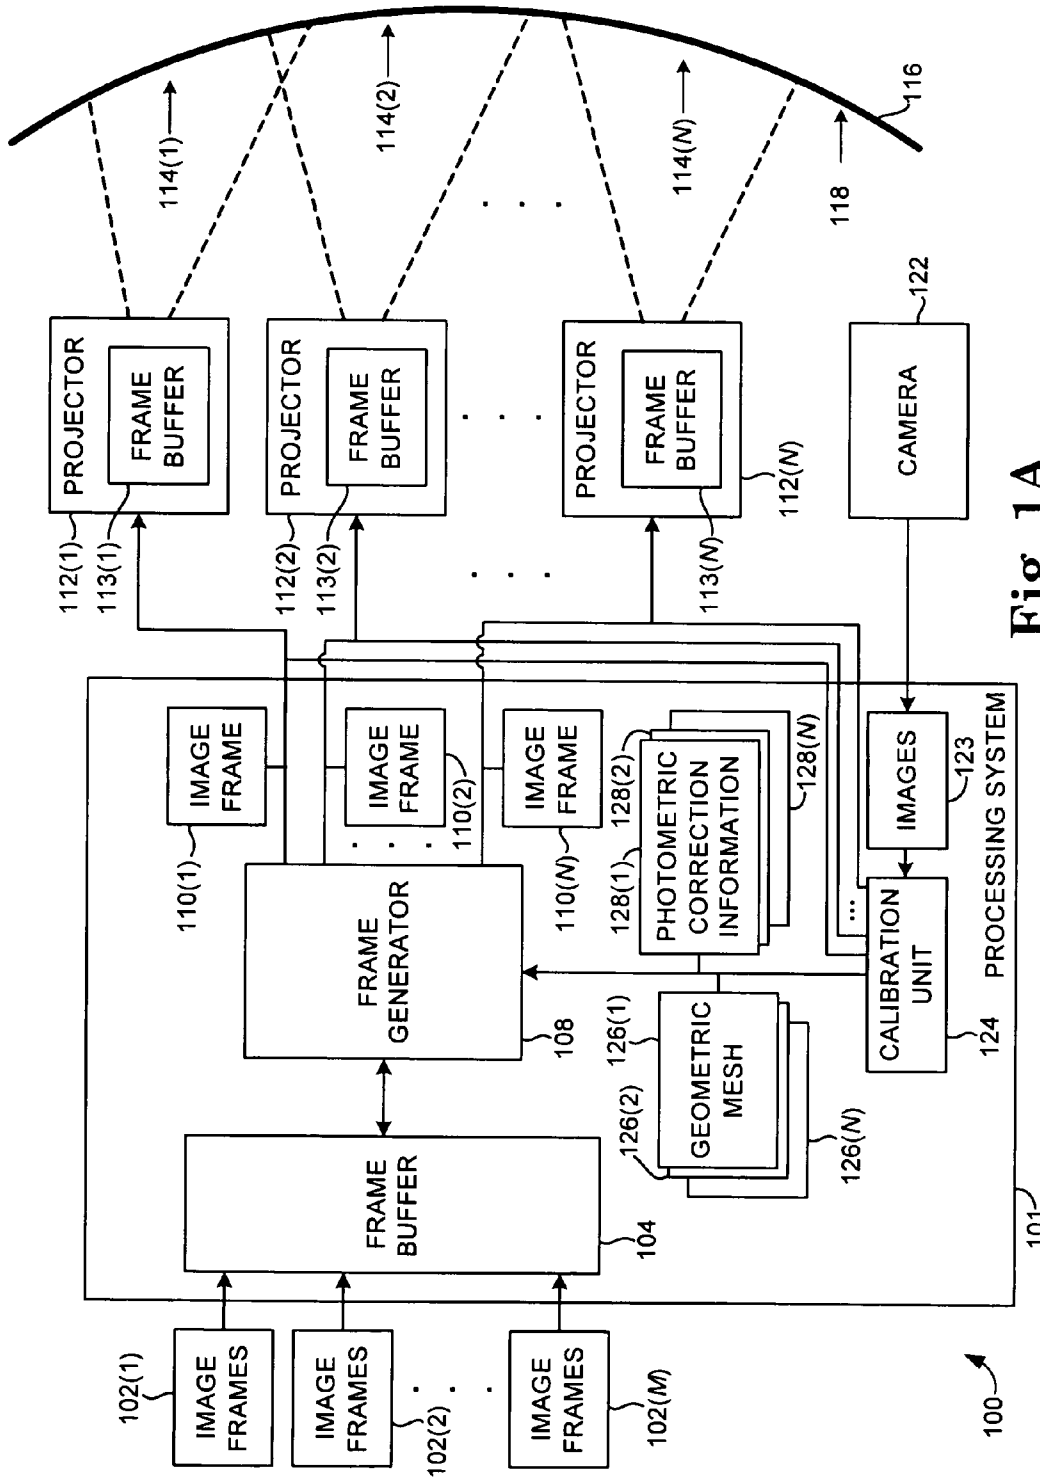 102(1)
IMAGE
FRAMES
IMAGE
FRAMES
102(2)
. . .
IMAGE
FRAMES
102(M)
100
FRAME
BUFFER
104
101
FRAME
GENERATOR
108
110(1)
IMAGE
FRAME
IMAGE
FRAME
110(2)
. . .
IMAGE
FRAME
110(N)
126(2)
126(1)
GEOMETRIC
MESH
126(N)
128(1)
128(2)
PHOTOMETRIC
CORRECTION
INFORMATION
128(N)
CALIBRATION
UNIT
124
...
IMAGES
123
PROCESSING SYSTEM
112(1)
113(1)
PROJECTOR
FRAME
BUFFER
112(2)
113(2)
PROJECTOR
FRAME
BUFFER
. . .
. . .
PROJECTOR
FRAME
BUFFER
113(N)
112(N)
CAMERA
122
114(1)
114(2)
. . .
114(N)
118
116
Fig. 1A